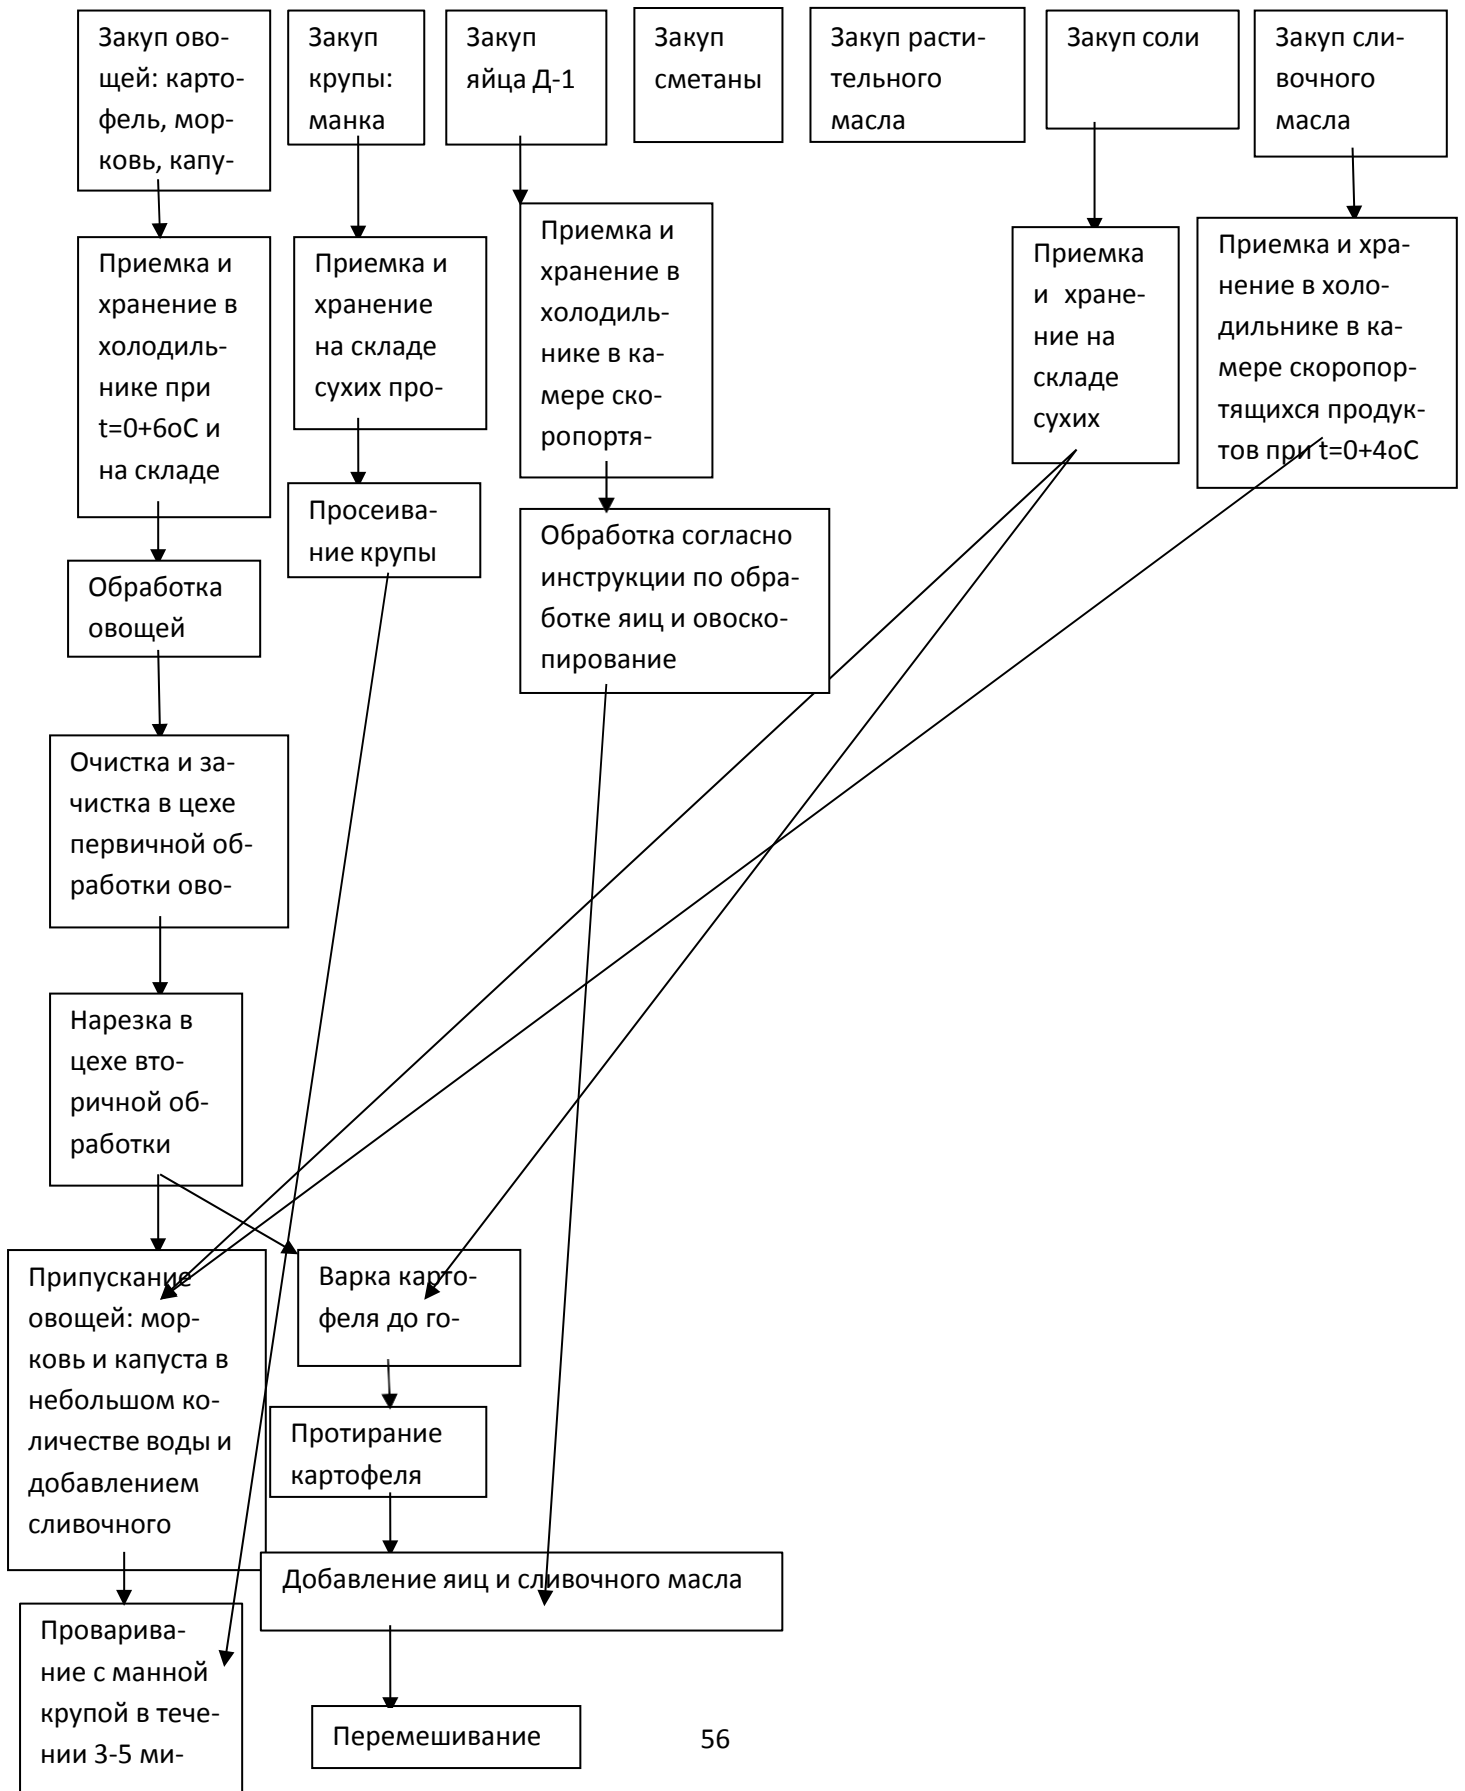 Закуп ово-
щей: карто-
фель, мор-
ковь, капу-
Закуп
крупы:
манка
Закуп
яйца Д-1
Закуп
сметаны
Закуп расти-
тельного
масла
Закуп соли
Закуп сли-
вочного
масла
Приемка и
хранение в
холодиль-
нике при
t=0+6оС и
на складе
Приемка и
хранение
на складе
сухих про-
Приемка и
хранение в
холодиль-
нике в ка-
мере ско-
ропортя-
Приемка
и хране-
ние на
складе
сухих
Приемка и хра-
нение в холо-
дильнике в ка-
мере скоропор-
тящихся продук-
тов при t=0+4оС
Просеива-
ние крупы
Обработка согласно
инструкции по обра-
ботке яиц и овоско-
пирование
Обработка
овощей
Очистка и за-
чистка в цехе
первичной об-
работки ово-
Нарезка в
цехе вто-
ричной об-
работки
Припускание
овощей: мор-
ковь и капуста в
небольшом ко-
личестве воды и
добавлением
сливочного
Варка карто-
феля до го-
Протирание
картофеля
Добавление яиц и сливочного масла
Проварива-
ние с манной
крупой в тече-
нии 3-5 ми-
Перемешивание
56